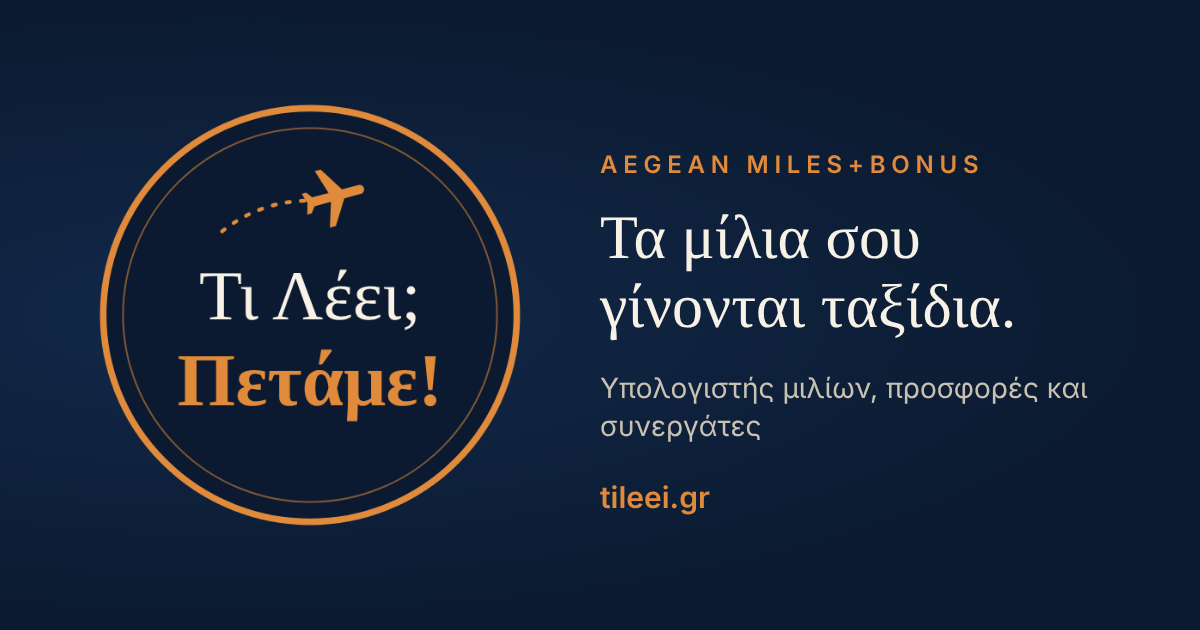 Τι Λέει;
Πετάμε!
AEGEAN MILES+BONUS
Τα μίλια σου
γίνονται ταξίδια.
Υπολογιστής μιλίων, προσφορές και
συνεργάτες
tileei.gr